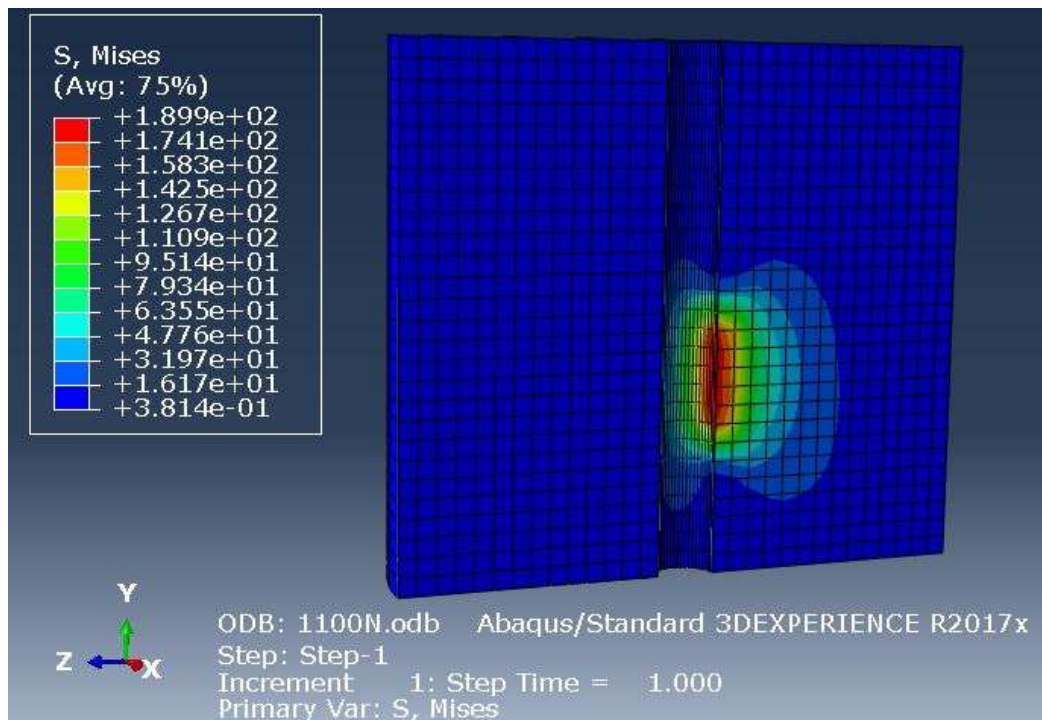 S, Mises
(Avg: 75%)
+1.899e+02
+1.741e+02
+1.583e+02
+1.425e+02
+1.267e+02
+1.109e+02
+9.514e+01
+7.934e+01
+6.355e+01
+4.776e+01
+3.197e+01
+1.617e+01
+3.814e-01
Y
Z
X
ODB: 1100N.odb Abaqus/Standard 3DEXPERIENCE R2017x
Step: Step-1
Increment 1: Step Time = 1.000
Primary Var: S, Mises